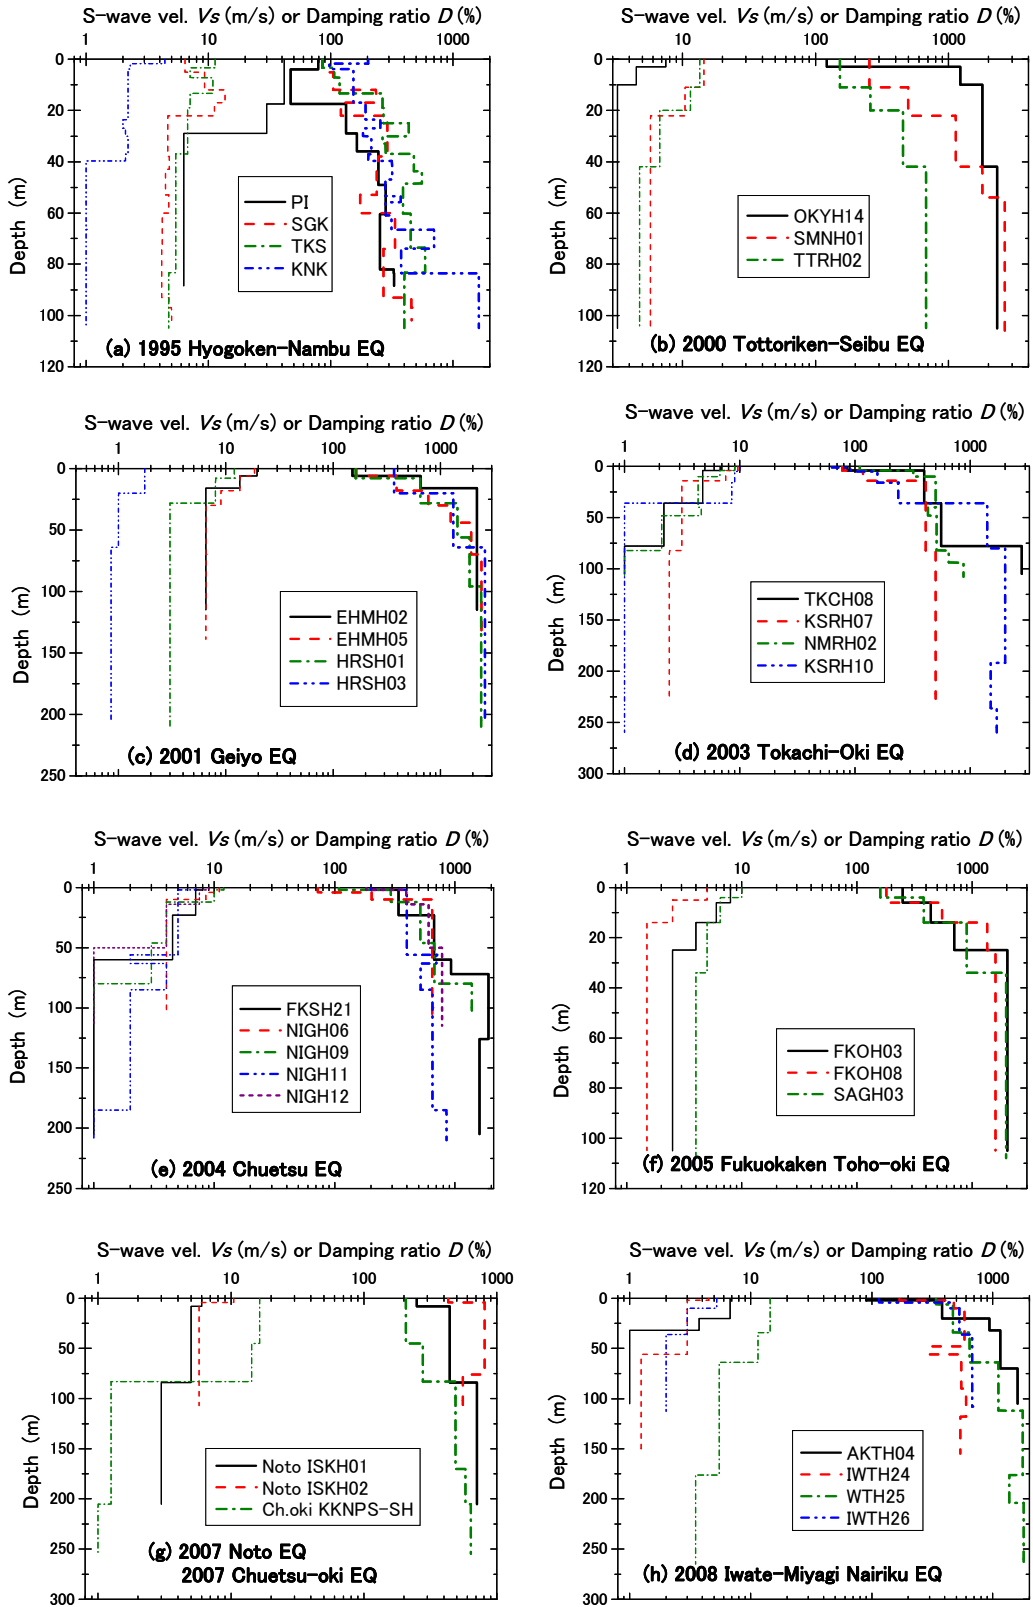 S-wave vel. Vs (m/s) or Damping ratio D (%)
1 10 100 1000
0
20
40
60
80
100
120
Depth (m)
PI
SGK
TKS
KNK
(a) 1995 Hyogoken-Nambu EQ
S-wave vel. Vs (m/s) or Damping ratio D (%)
10 100 1000
0
20
40
60
80
100
120
Depth (m)
OKYH14
SMNH01
TTRH02
(b) 2000 Tottoriken-Seibu EQ
S-wave vel. Vs (m/s) or Damping ratio D (%)
1 10 100 1000
0
50
100
150
200
250
Depth (m)
EHMH02
EHMH05
HRSH01
HRSH03
(c) 2001 Geiyo EQ
S-wave vel. Vs (m/s) or Damping ratio D (%)
1 10 100 1000
0
50
100
150
200
250
300
Depth (m)
TKCH08
KSRH07
NMRH02
KSRH10
(d) 2003 Tokachi-Oki EQ
S-wave vel. Vs (m/s) or Damping ratio D (%)
1 10 100 1000
0
50
100
150
200
250
Depth (m)
FKSH21
NIGH06
NIGH09
NIGH11
NIGH12
(e) 2004 Chuetsu EQ
S-wave vel. Vs (m/s) or Damping ratio D (%)
1 10 100 1000
0
20
40
60
80
100
120
Depth (m)
FKOH03
FKOH08
SAGH03
(f) 2005 Fukuokaken Toho-oki EQ
S-wave vel. Vs (m/s) or Damping ratio D (%)
1 10 100 1000
0
50
100
150
200
250
300
Depth (m)
Noto ISKH01
Noto ISKH02
Ch.oki KKNPS-SH
(g) 2007 Noto EQ
2007 Chuetsu-oki EQ
S-wave vel. Vs (m/s) or Damping ratio D (%)
1 10 100 1000
0
50
100
150
200
250
300
Depth (m)
AKTH04
IWTH24
WTH25
IWTH26
(h) 2008 Iwate-Miyagi Nairiku EQ